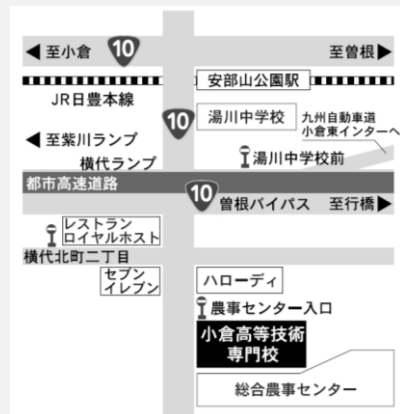 ◀至小倉 10 至曽根▶
安部山公園駅
JR日豊本線
10 湯川中学校
九州自動車道
小倉東インターへ
◀至紫川ランプ
湯川中学校前
横代ランプ
都市高速道路
10 曽根バイパス 至行橋▶
レストラン
ロイヤルホスト
横代北町二丁目
セブン
イレブン
ハローディ
農事センター入口
小倉高等技術
専門校
総合農事センター